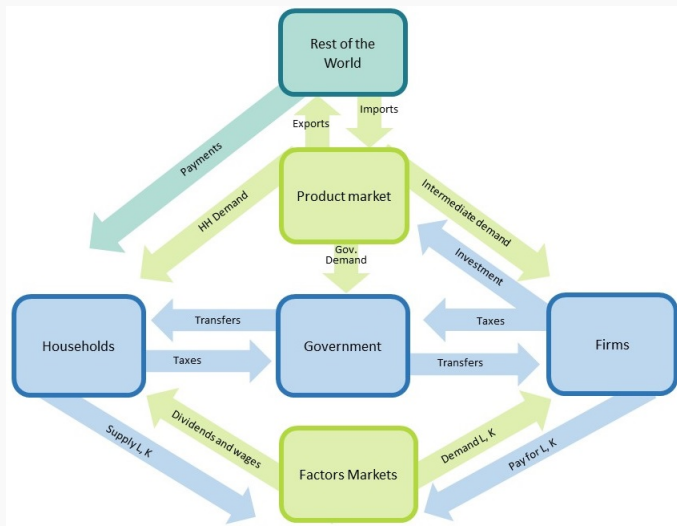 Rest of the
World
Imports
Exports
Payments
HH Demand
Product market
Intermediate demand
Gov.
Demand
Investment
Transfers
Taxes
Households
Government
Firms
Taxes
Transfers
Supply L, K
Dividends and wages
Demand L, K
Pay for L, K
Factors Markets